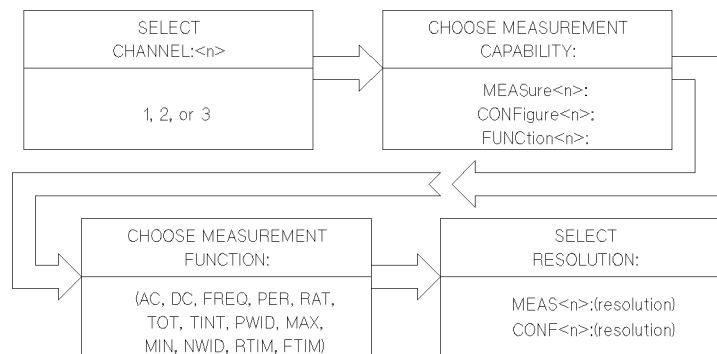 SELECT
CHANNEL:<n>
1, 2, or 3
CHOOSE MEASUREMENT
CAPABILITY:
MEASure<n>:
CONFigure<n>:
FUNCtion<n>:
CHOOSE MEASUREMENT
FUNCTION:
(AC, DC, FREQ, PER, RAT,
TOT, TINT, PWID, MAX,
MIN, NWID, RTIM, FTIM)
SELECT
RESOLUTION:
MEAS<n>:(resolution)
CONF<n>:(resolution)